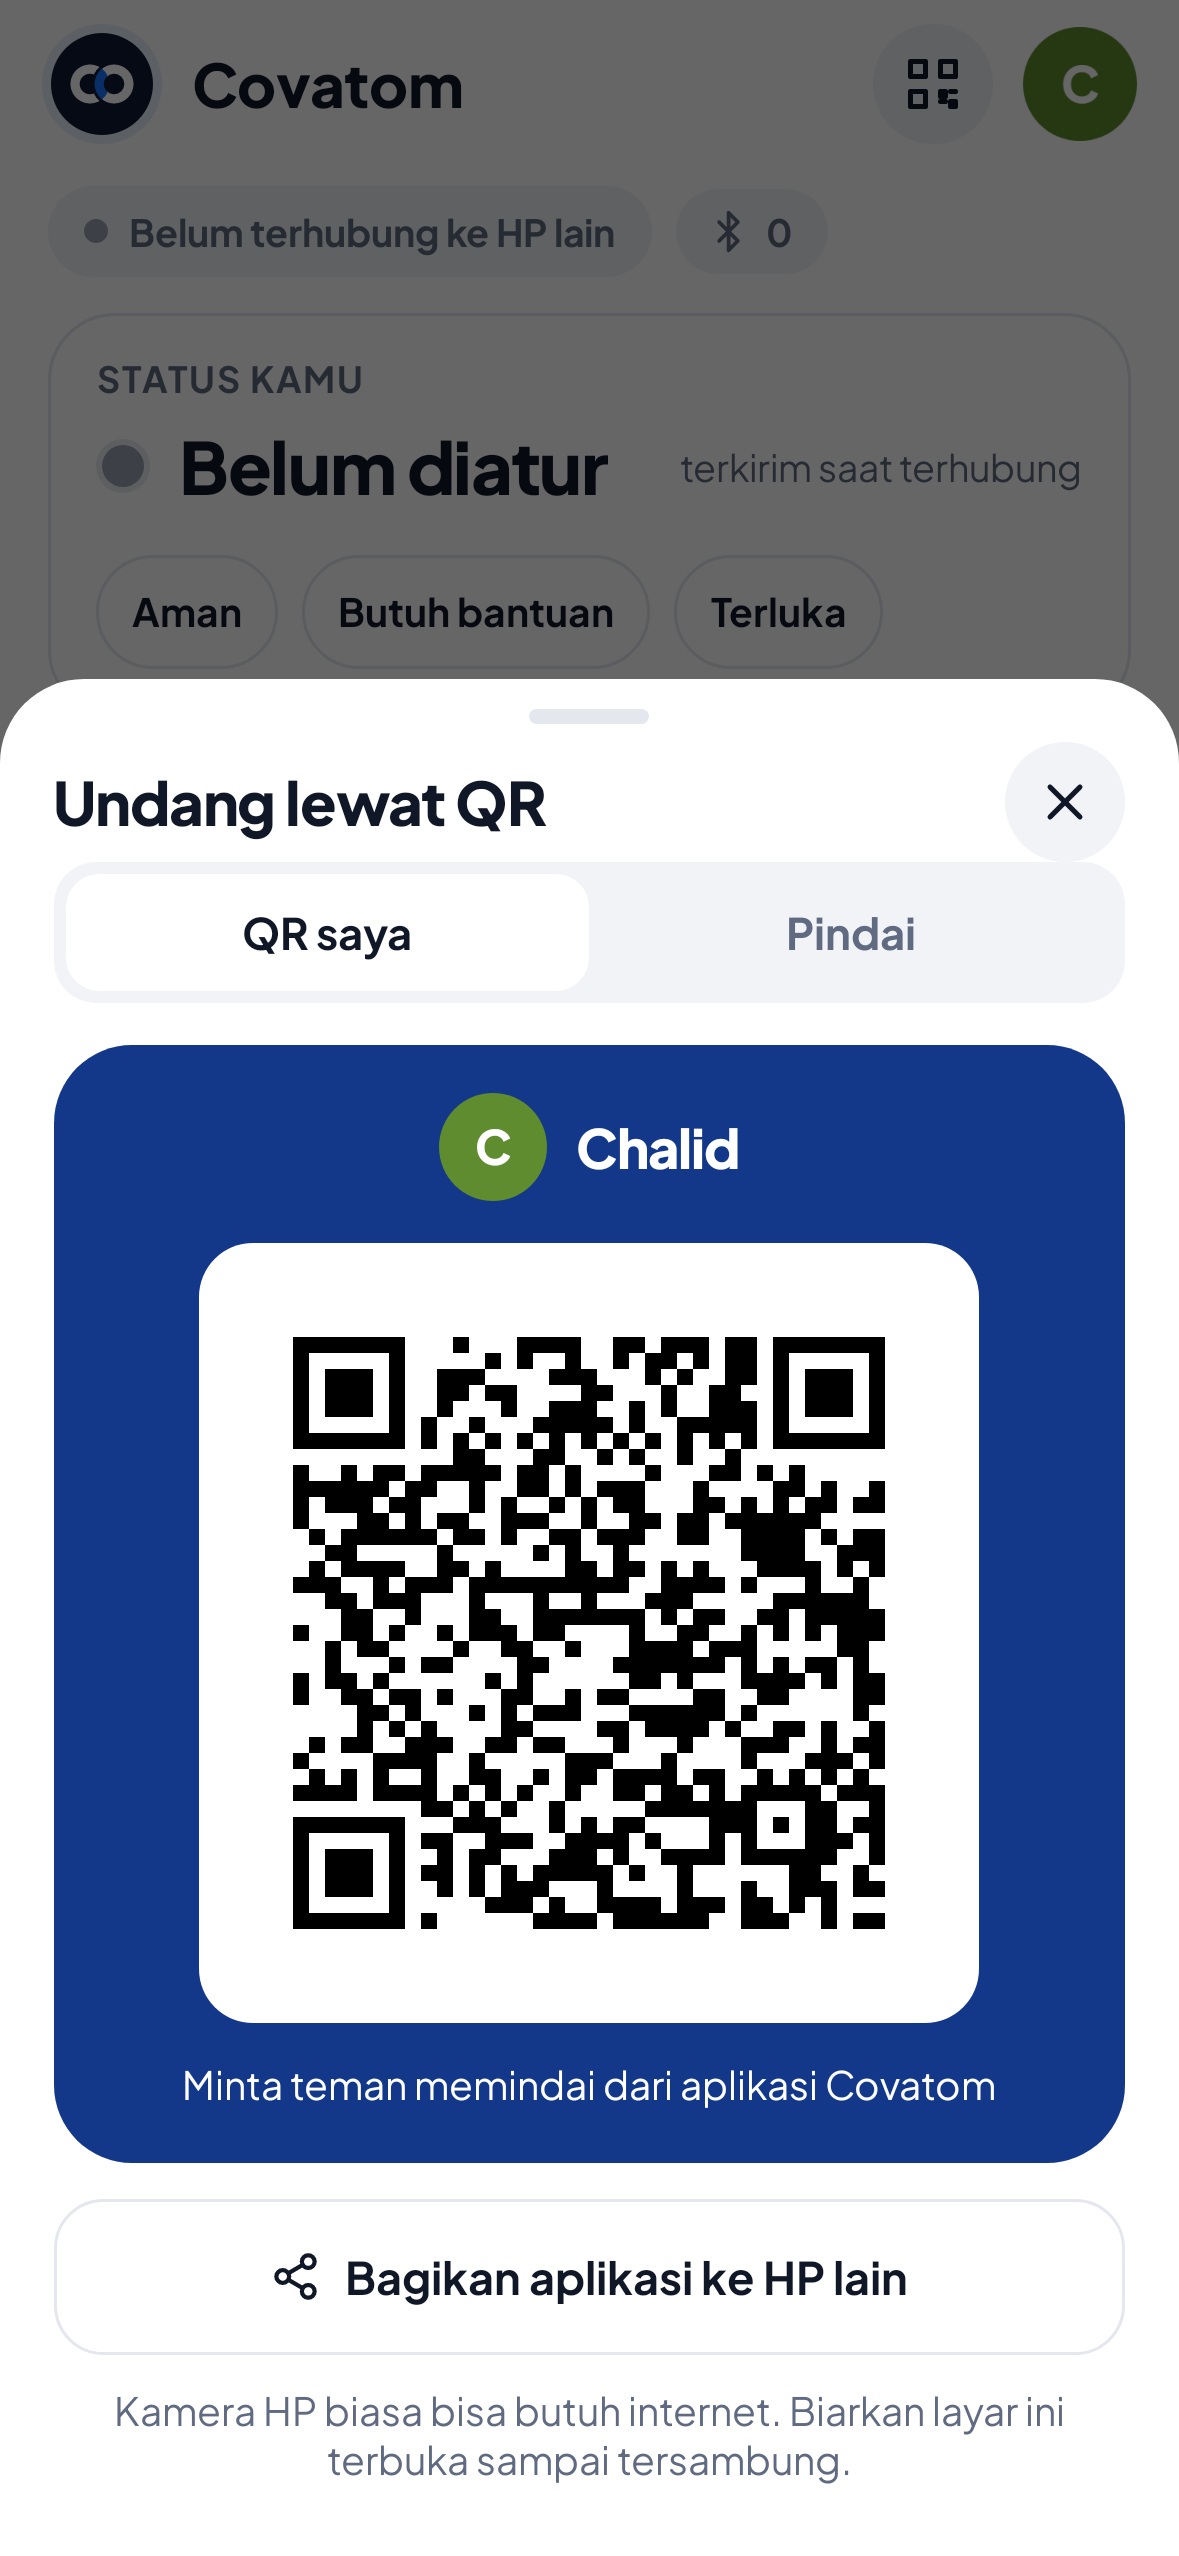 Covatom
C
Belum terhubung ke HP lain
0
STATUS KAMU
Belum diatur
terkirim saat terhubung
Aman
Butuh bantuan
Terluka
Undang lewat QR
QR saya
Pindai
C
Chalid
Minta teman memindai dari aplikasi Covatom
Bagikan aplikasi ke HP lain
Kamera HP biasa bisa butuh internet. Biarkan layar ini
terbuka sampai tersambung.